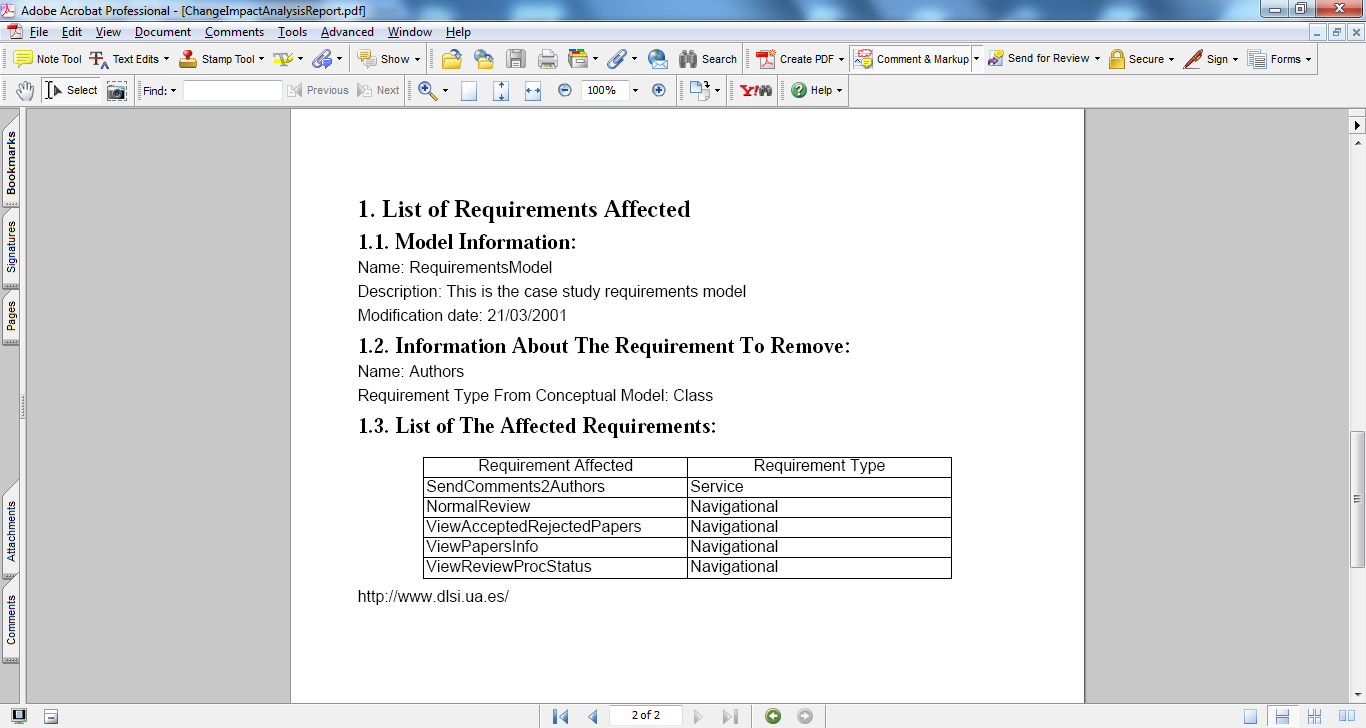 Adobe Acrobat Professional - [ChangeImpactAnalysisReport.pdf]
File Edit View Document Comments Tools Advanced Window Help
Note Tool Text Edits Stamp Tool Show Search Create PDF Comment & Markup Send for Review Secure Sign Forms
Select Find: Previous Next 100% Y! Help
Bookmarks
Signatures
Pages
Attachments
Comments
1. List of Requirements Affected
1.1. Model Information:
Name: RequirementsModel
Description: This is the case study requirements model
Modification date: 21/03/2001
1.2. Information About The Requirement To Remove:
Name: Authors
Requirement Type From Conceptual Model: Class
1.3. List of The Affected Requirements:
Requirement Affected Requirement Type
SendComments2Authors Service
NormalReview Navigational
ViewAcceptedRejectedPapers Navigational
ViewPapersInfo Navigational
ViewReviewProcStatus Navigational
http://www.dlsi.ua.es/
2 of 2